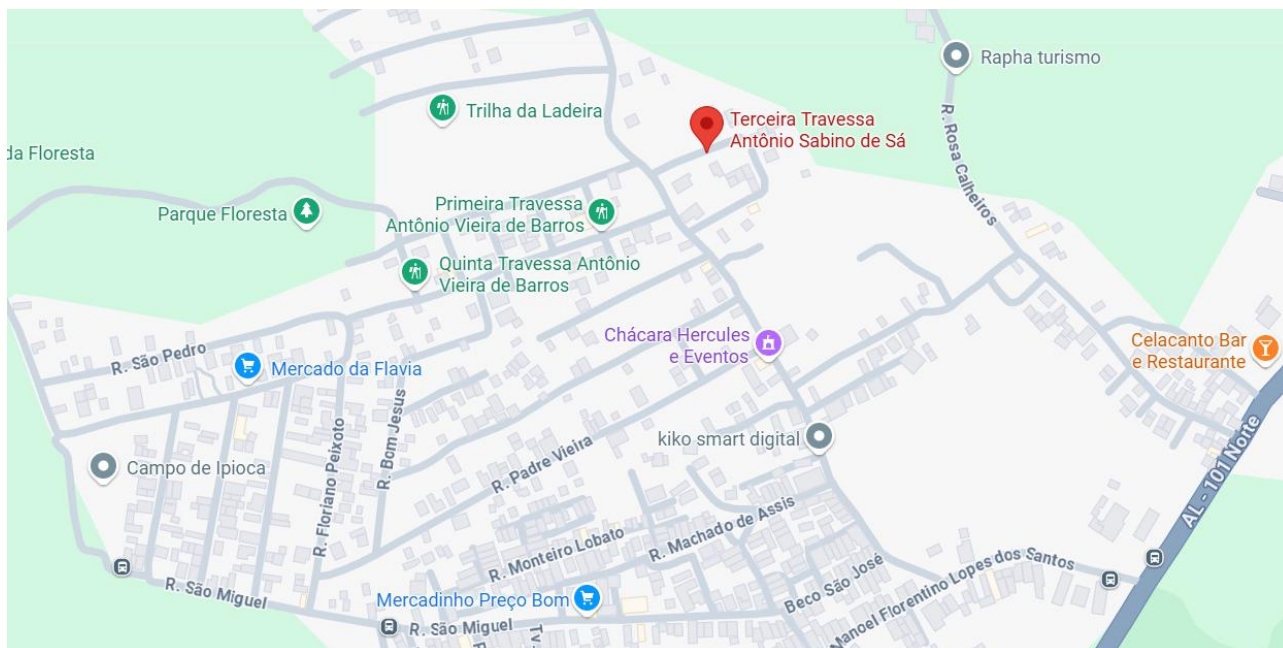 Rapha turismo
Trilha da Ladeira
Terceira Travessa
Antônio Sabino de Sá
da Floresta
R. Rosa Calheiros
Parque Floresta
Primeira Travessa
Antônio Vieira de Barros
Quinta Travessa Antônio
Vieira de Barros
Chácara Hercules
e Eventos
Celacanto Bar
e Restaurante
R. São Pedro
Mercado da Flavia
R. Bom Jesus
R. Floriano Peixoto
kiko smart digital
R. Padre Vieira
Campo de Ipioca
AL - 101 Norte
R. Machado de Assis
R. Monteiro Lobato
R. São Miguel
Mercadinho Preço Bom
Beco São José
Manoel Florentino Lopes dos Santos
R. São Miguel